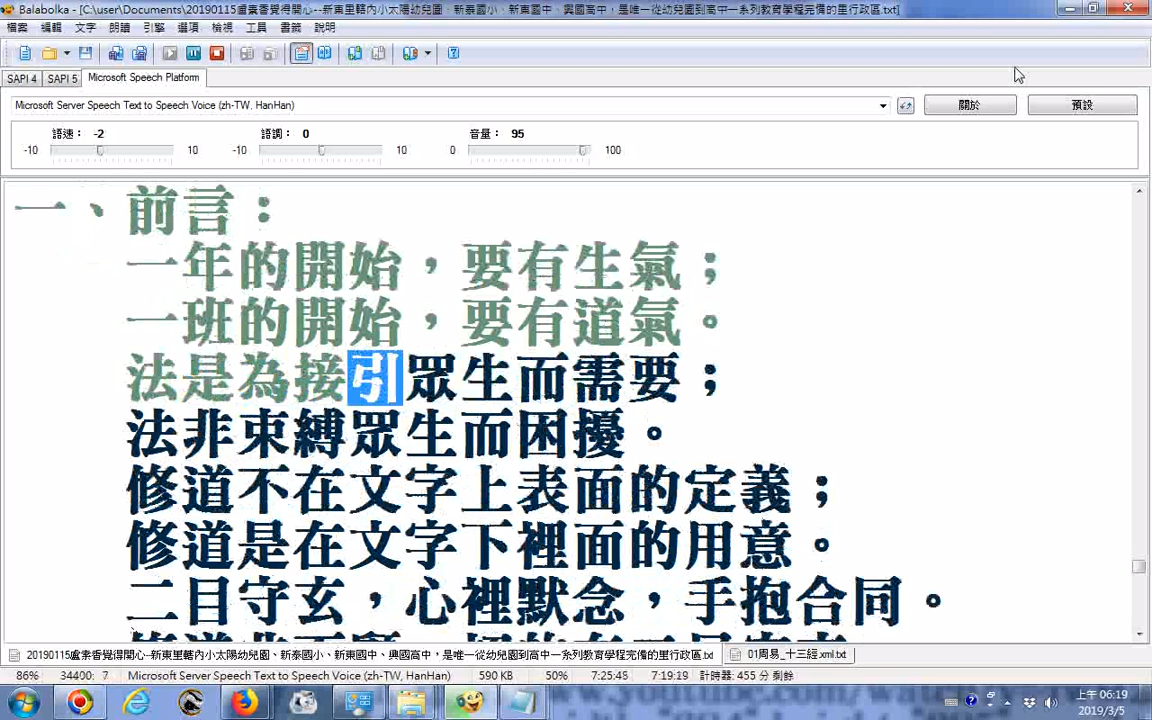 Balabolka - [C:\user\Documents\20190115盧素香覺得開心--新東里轄內小太陽幼兒園、新泰國小、新東國中、興國高中，是唯一從幼兒園到高中一系列教育學程完備的里行政區.txt]
檔案 編輯 文字 朗讀 引擎 選項 檢視 工具 書籤 說明
SAPI 4 SAPI 5 Microsoft Speech Platform
Microsoft Server Speech Text to Speech Voice (zh-TW, HanHan) 關於 預設
語速： -2 語調： 0 音量： 95
-10 10 -10 10 0 100
一、前言：
一年的開始，要有生氣；
一班的開始，要有道氣。
法是為接引眾生而需要；
法非束縛眾生而困擾。
修道不在文字上表面的定義；
修道是在文字下裡面的用意。
二目守玄，心裡默念，手抱合同。
20190115盧素香覺得開心--新東里轄內小太陽幼兒園、新泰國小、新東國中、興國高中，是唯一從幼兒園到高中一系列教育學程完備的里行政區.txt 01周易_十三經.xml.txt
86% 34400: 7 Microsoft Server Speech Text to Speech Voice (zh-TW, HanHan) 590 KB 50% 7:25:45 7:19:19 計時器: 455 分 剩餘
上午 06:19
2019/3/5